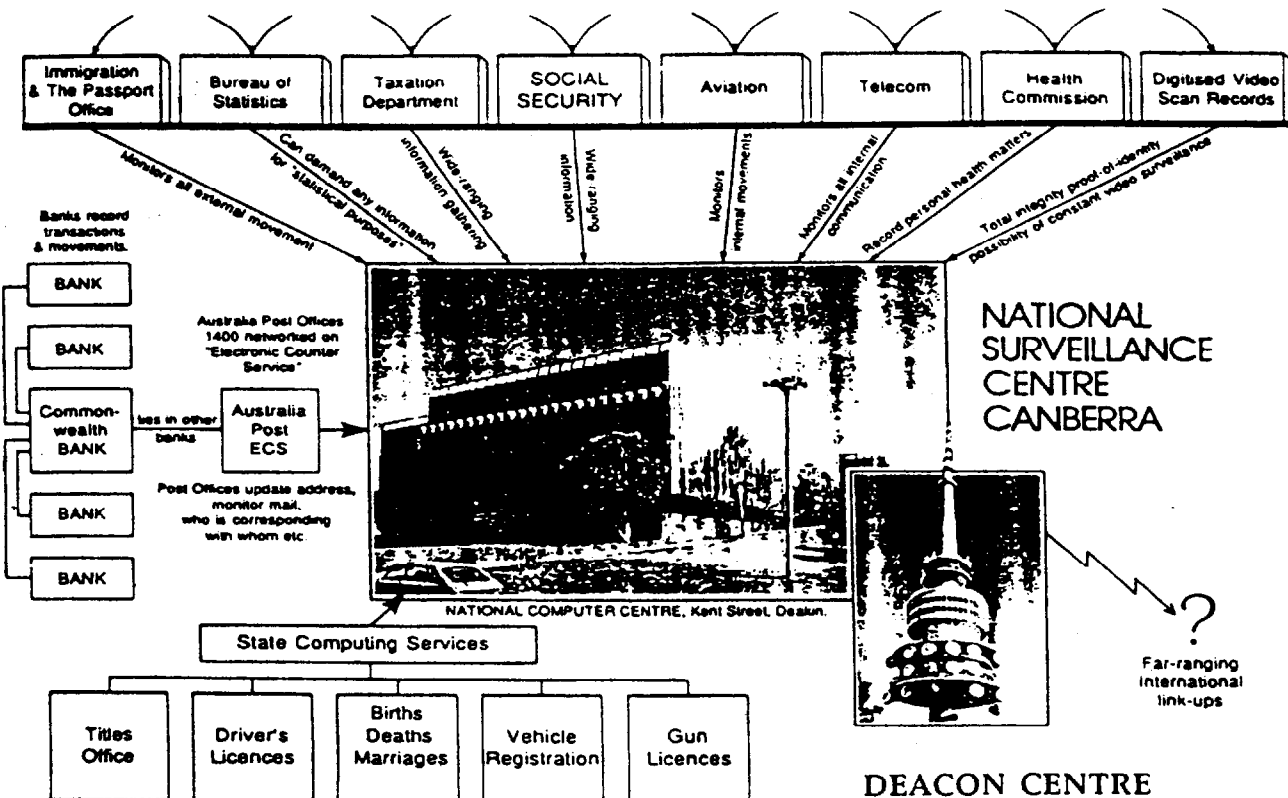 Immigration
& The Passport
Office
Bureau of
Statistics
Taxation
Department
SOCIAL
SECURITY
Aviation
Telecom
Health
Commission
Digitised Video
Scan Records
Monitors all external movement
Can demand any information
for "statistical purposes"
Wide-ranging
information gathering
Wide ranging
information
Monitors
internal movements
Monitors all internal
communication
Record personal health matters
Total integrity proof-of-identity
possibility of constant video surveillance
Banks record
transactions
& movements.
BANK
BANK
Common-
wealth
BANK
BANK
BANK
ties in other
banks
Australia Post Offices
1400 networked on
"Electronic Counter
Service"
Australia
Post
ECS
Post Offices update address,
monitor mail,
who is corresponding
with whom etc.
NATIONAL
SURVEILLANCE
CENTRE
CANBERRA
NATIONAL COMPUTER CENTRE, Kent Street, Deakin.
?
Far-ranging
international
link-ups
State Computing Services
Titles
Office
Driver's
Licences
Births
Deaths
Marriages
Vehicle
Registration
Gun
Licences
DEACON CENTRE